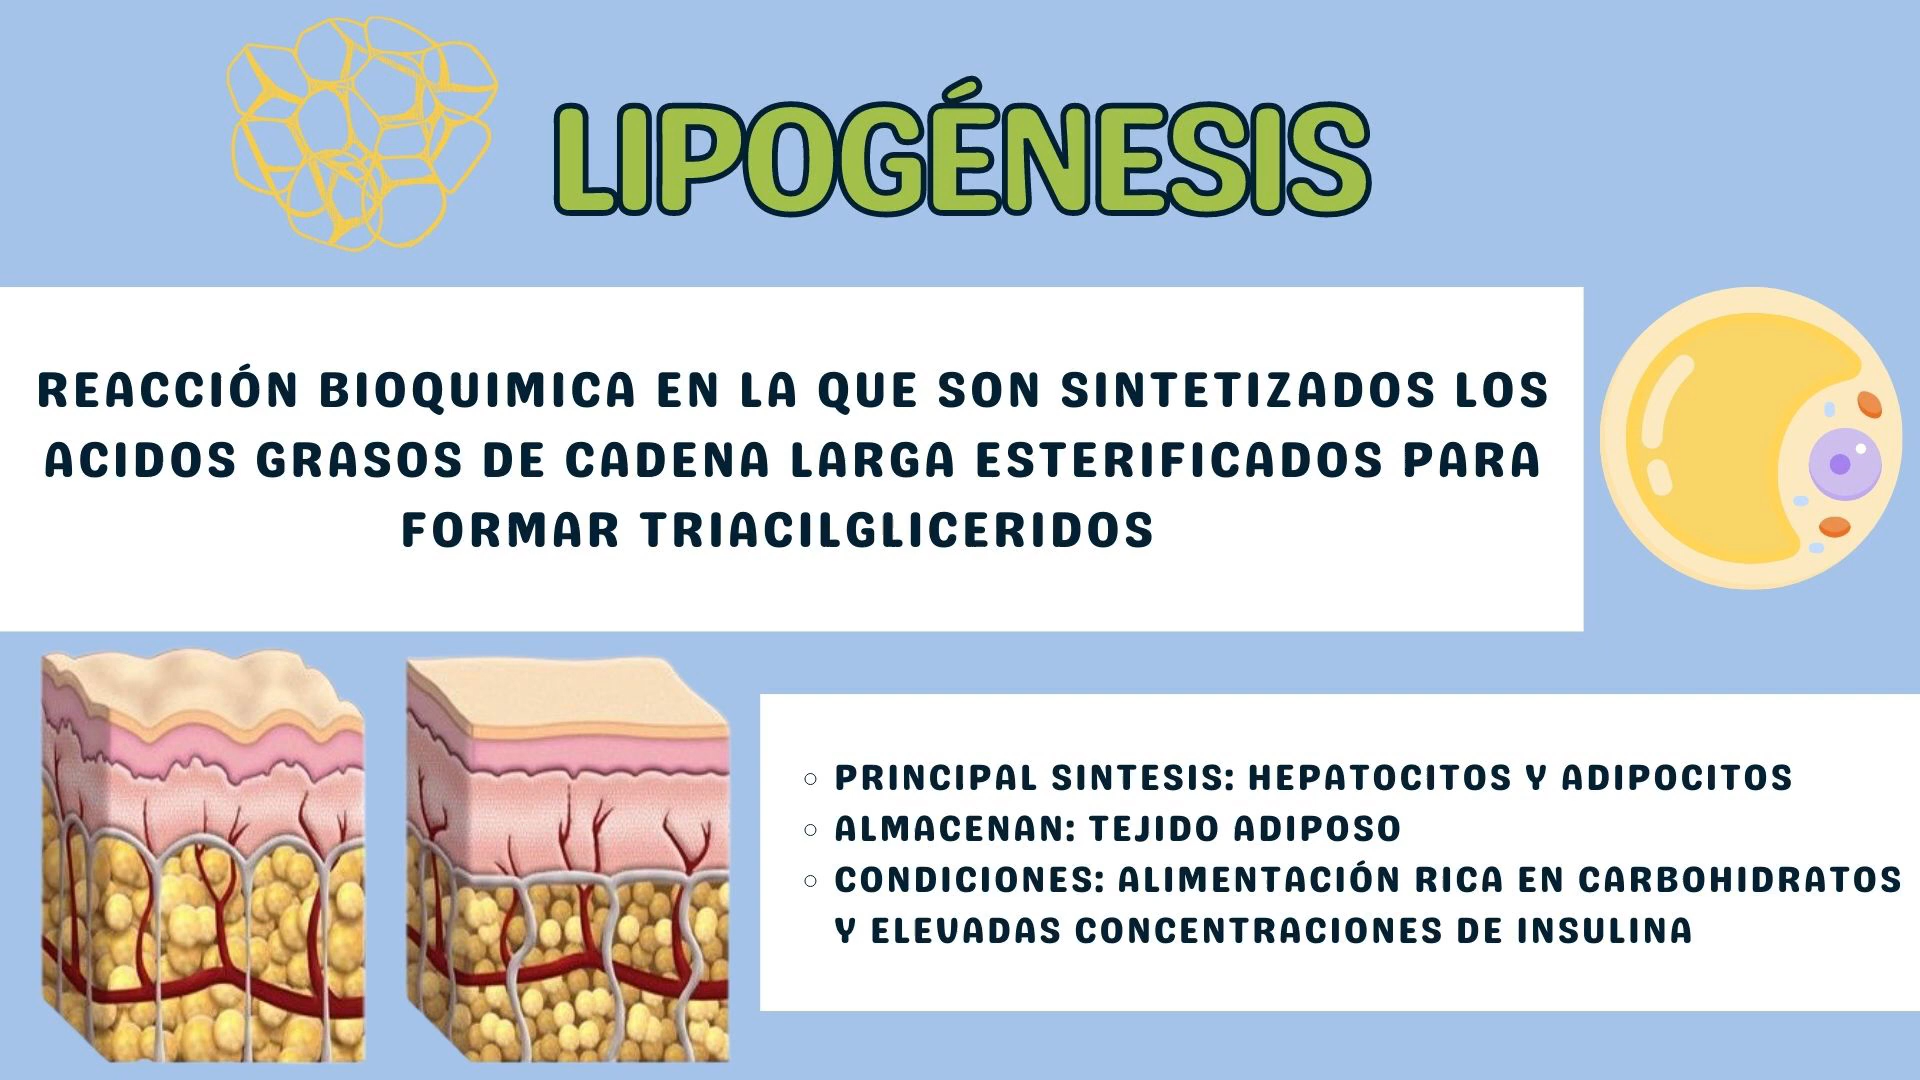 LIPOGÉNESIS
REACCIÓN BIOQUIMICA EN LA QUE SON SINTETIZADOS LOS
ACIDOS GRASOS DE CADENA LARGA ESTERIFICADOS PARA
FORMAR TRIACILGLICERIDOS
PRINCIPAL SINTESIS: HEPATOCITOS Y ADIPOCITOS
ALMACENAN: TEJIDO ADIPOSO
CONDICIONES: ALIMENTACIÓN RICA EN CARBOHIDRATOS
Y ELEVADAS CONCENTRACIONES DE INSULINA